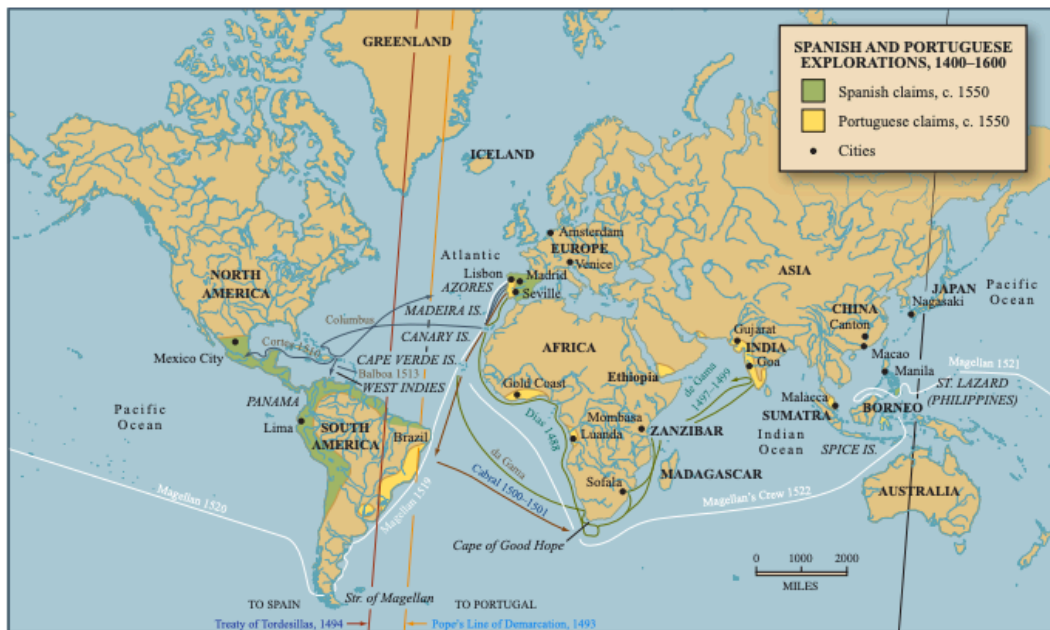 SPANISH AND PORTUGUESE
EXPLORATIONS, 1400–1600
Spanish claims, c. 1550
Portuguese claims, c. 1550
Cities
GREENLAND
ICELAND
Amsterdam
EUROPE
Venice
Atlantic
Ocean
Lisbon
Madrid
AZORES
Seville
ASIA
NORTH
AMERICA
MADEIRA IS.
Columbus
CANARY IS.
JAPAN
Nagasaki
Pacific
Ocean
CHINA
Canton
Gujarat
INDIA
Goa
Macao
Manila
Magellan 1521
Mexico City
Cortes 1519
CAPE VERDE IS.
Balboa 1513
WEST INDIES
AFRICA
Ethiopia
de Gama
1497–1499
ST. LAZARD
(PHILIPPINES)
PANAMA
Gold Coast
Malacca
SUMATRA
BORNEO
Pacific
Ocean
Lima
SOUTH
AMERICA
Brazil
Dias 1488
Mombasa
Luanda
ZANZIBAR
Indian
Ocean
SPICE IS.
da Gama
Cabral 1500–
1501
Sofala
MADAGASCAR
AUSTRALIA
Magellan 1520
Magellan 1519
Magellan's Crew 1522
Cape of Good Hope
0 1000 2000
MILES
Str. of Magellan
TO SPAIN
TO PORTUGAL
Treaty of Tordesillas, 1494
Pope's Line of Demarcation, 1493